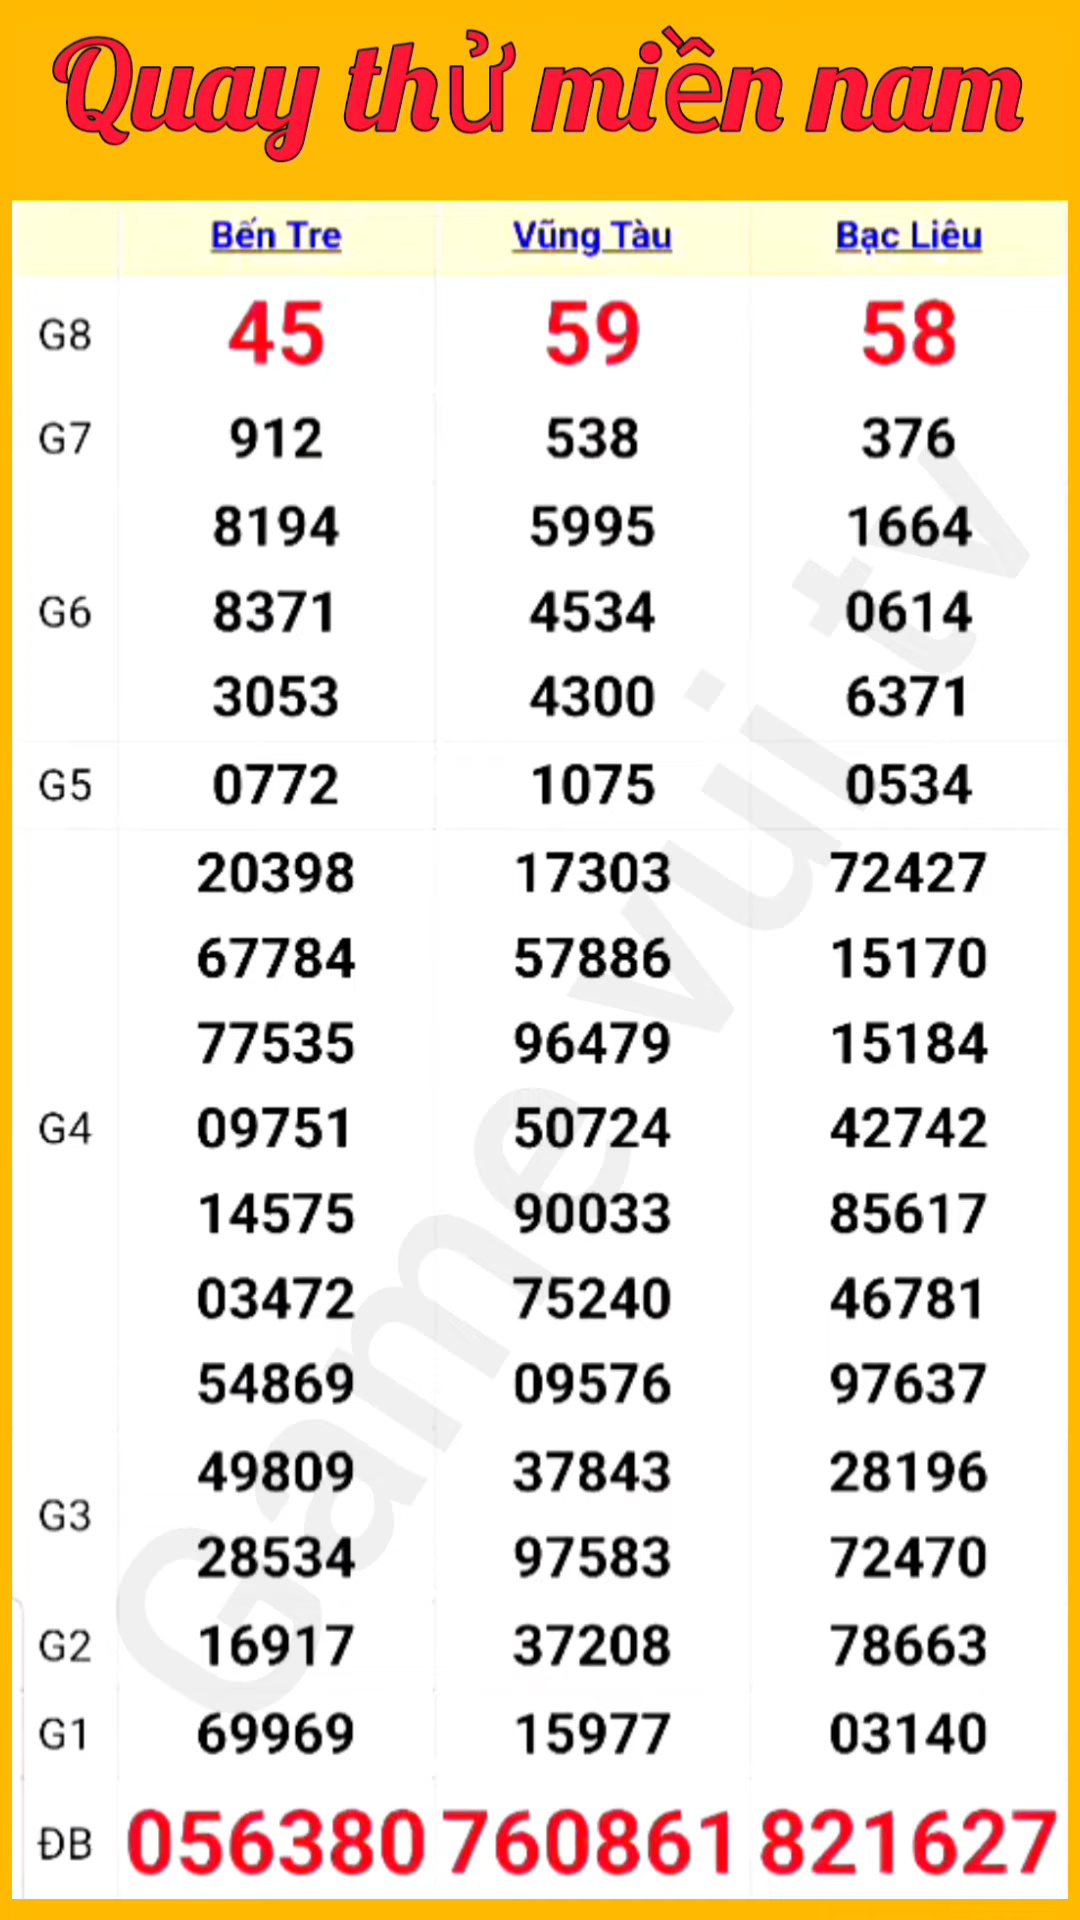 Quay thử miền nam
Bến Tre Vũng Tàu Bạc Liêu
G8 45 59 58
G7 912 538 376
8194 5995 1664
G6 8371 4534 0614
3053 4300 6371
G5 0772 1075 0534
20398 17303 72427
67784 57886 15170
77535 96479 15184
G4 09751 50724 42742
14575 90033 85617
03472 75240 46781
54869 09576 97637
49809 37843 28196
G3
28534 97583 72470
G2 16917 37208 78663
G1 69969 15977 03140
ĐB 056380 760861 821627
Game vui tv